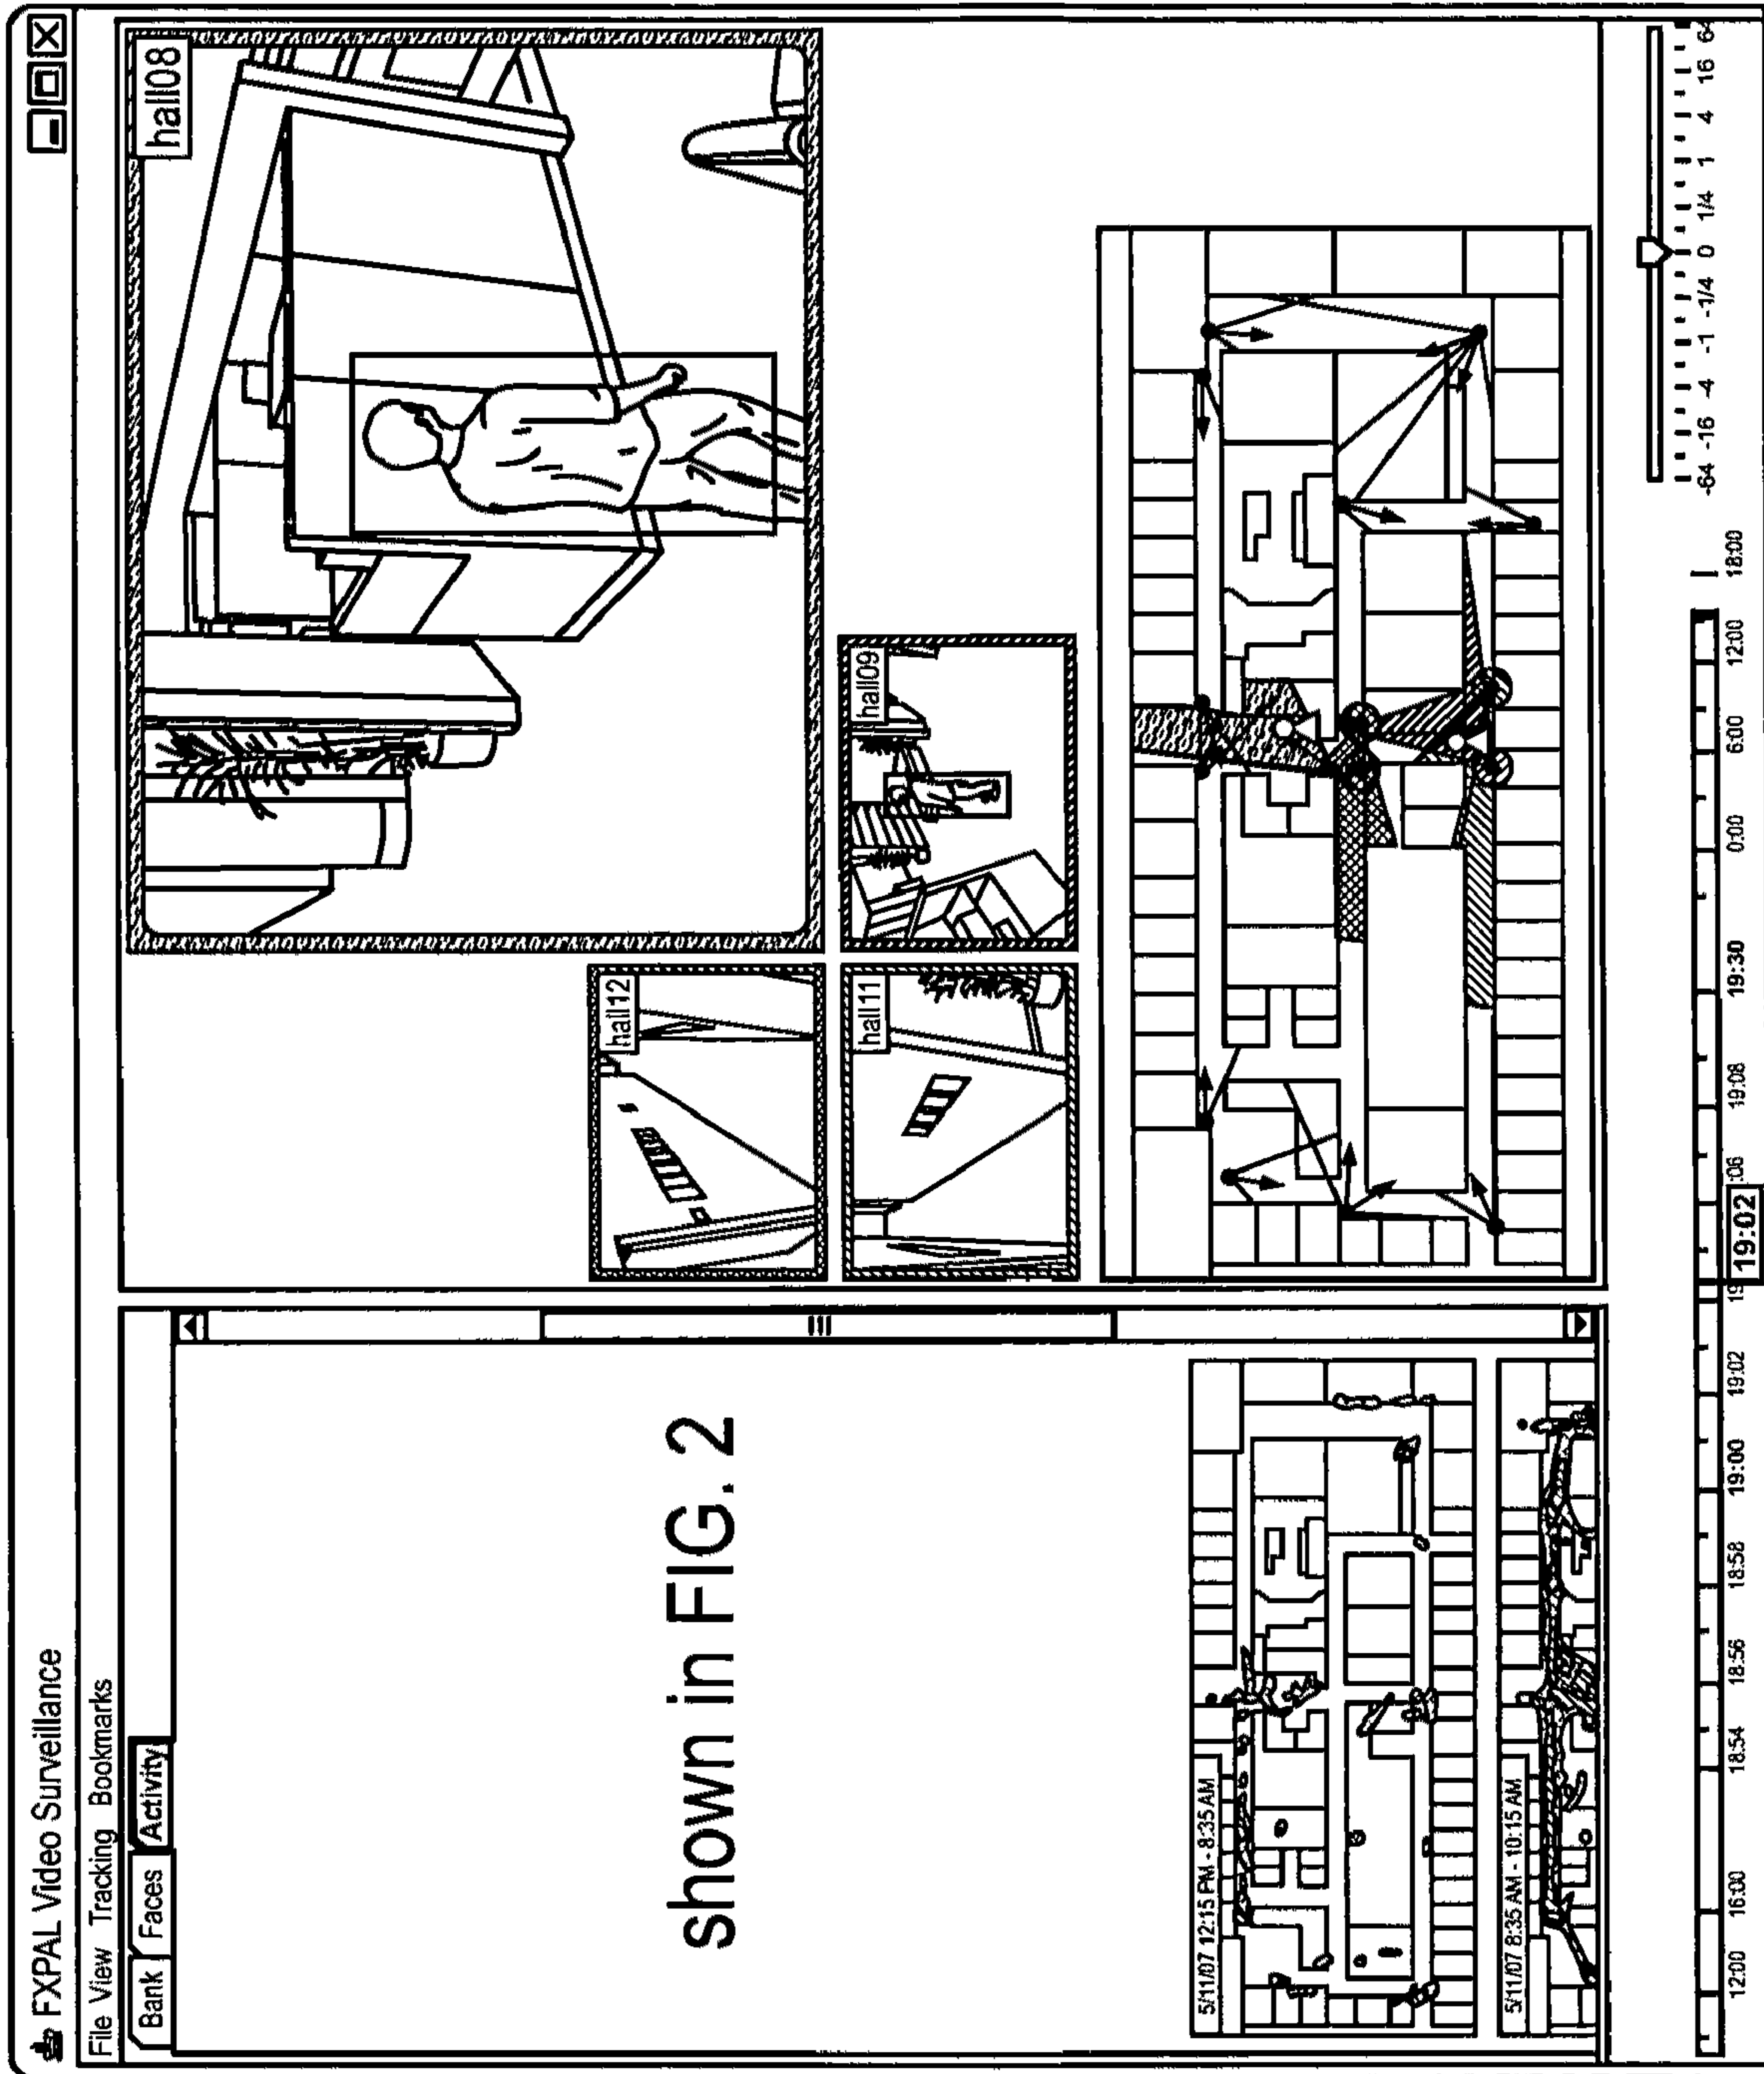 FXPAL Video Surveillance
File View Tracking Bookmarks
Bank Faces Activity
shown in FIG. 2
5/11/07 12:15 PM - 8:35 AM
5/11/07 8:35 AM - 10:15 AM
hall08
hall12
hall11
hall09
12:00 16:00 18:54 18:56 18:58 19:00 19:02 19 19:02 :06 19:08 19:30 0:00 6:00 12:00 18:00
-64 -16 -4 -1 -1/4 0 1/4 1 4 16 64